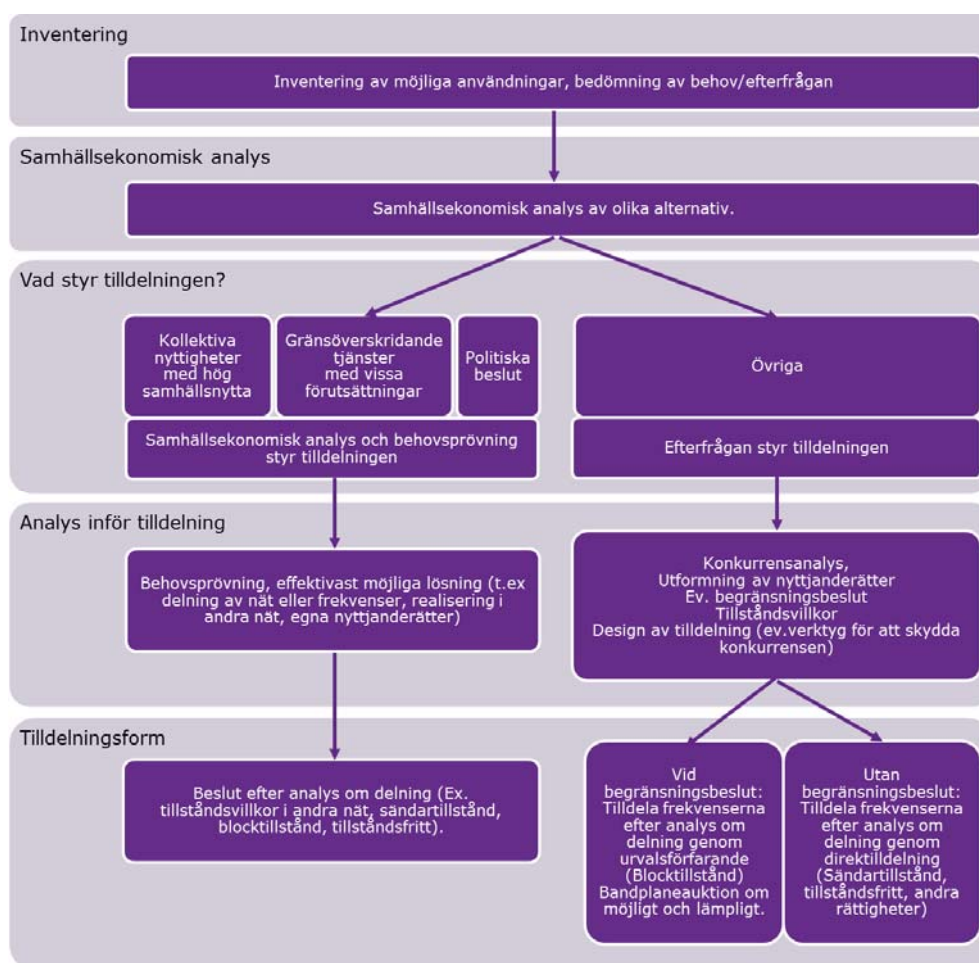 Inventering
Inventering av möjliga användningar, bedömning av behov/efterfrågan
Samhällsekonomisk analys
Samhällsekonomisk analys av olika alternativ.
Vad styr tilldelningen?
Kollektiva
nyttigheter
med hög
samhällsnytta
Gränsöverskridande
tjänster
med vissa
förutsättningar
Politiska
beslut
Övriga
Samhällsekonomisk analys och behovsprövning
styr tilldelningen
Efterfrågan styr tilldelningen
Analys inför tilldelning
Behovsprövning, effektivast möjliga lösning (t.ex
delning av nät eller frekvenser, realisering i
andra nät, egna nyttjanderätter)
Konkurrensanalys,
Utformning av nyttjanderätter
Ev. begränsningsbeslut
Tillståndsvillkor
Design av tilldelning (ev.verktyg för att skydda
konkurrensen)
Tilldelningsform
Beslut efter analys om delning (Ex.
tillståndsvillkor i andra nät, sändartillstånd,
blocktillstånd, tillståndsfritt).
Vid
begränsningsbeslut:
Tilldela frekvenserna
efter analys om
delning genom
urvalsförfarande
(Blocktillstånd)
Bandplaneauktion om
möjligt och lämpligt.
Utan
begränsningsbeslut:
Tilldela frekvenserna
efter analys om
delning genom
direktilldelning
(Sändartillstånd,
tillståndsfritt, andra
rättigheter)